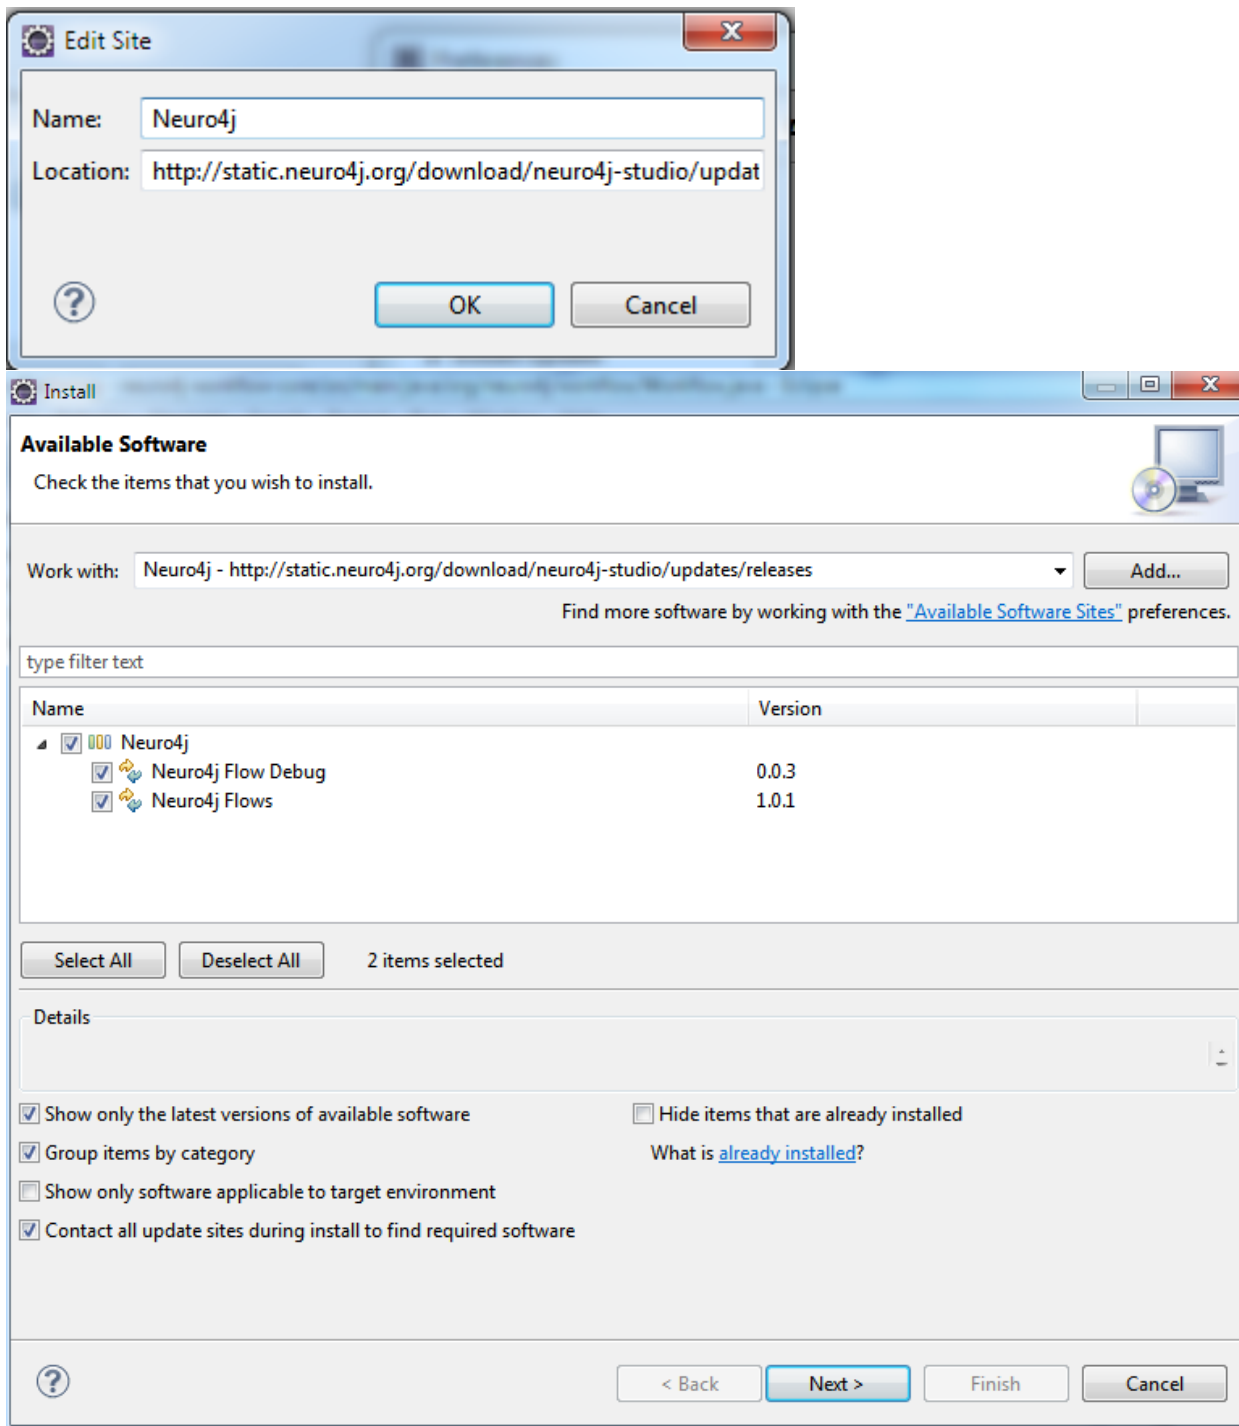 Edit Site
Name: Neuro4j
Location: http://static.neuro4j.org/download/neuro4j-studio/updat
OK Cancel
Install
Available Software
Check the items that you wish to install.
Work with: Neuro4j - http://static.neuro4j.org/download/neuro4j-studio/updates/releases Add...
Find more software by working with the "Available Software Sites" preferences.
type filter text
Name Version
Neuro4j
Neuro4j Flow Debug 0.0.3
Neuro4j Flows 1.0.1
Select All Deselect All 2 items selected
Details
Show only the latest versions of available software Hide items that are already installed
Group items by category What is already installed?
Show only software applicable to target environment
Contact all update sites during install to find required software
< Back Next > Finish Cancel